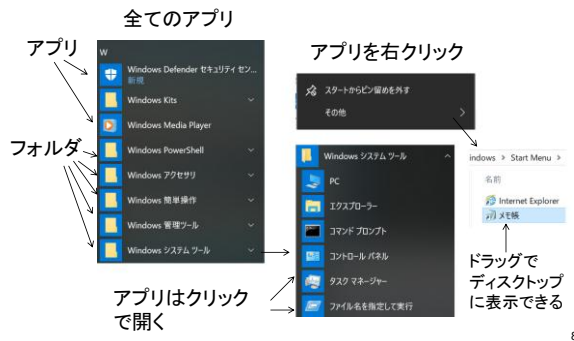 全てのアプリ
アプリ
W
Windows Defender セキュリティ セン...
新規
Windows Kits
Windows Media Player
フォルダ
Windows PowerShell
Windows アクセサリ
Windows 簡単操作
Windows 管理ツール
Windows システム ツール
アプリを右クリック
スタートからピン留めを外す
その他
Windows システム ツール
PC
エクスプローラー
コマンド プロンプト
コントロール パネル
タスク マネージャー
ファイル名を指定して実行
indows > Start Menu >
名前
Internet Explorer
メモ帳
ドラッグで
ディスクトップ
に表示できる
アプリはクリック
で開く
8